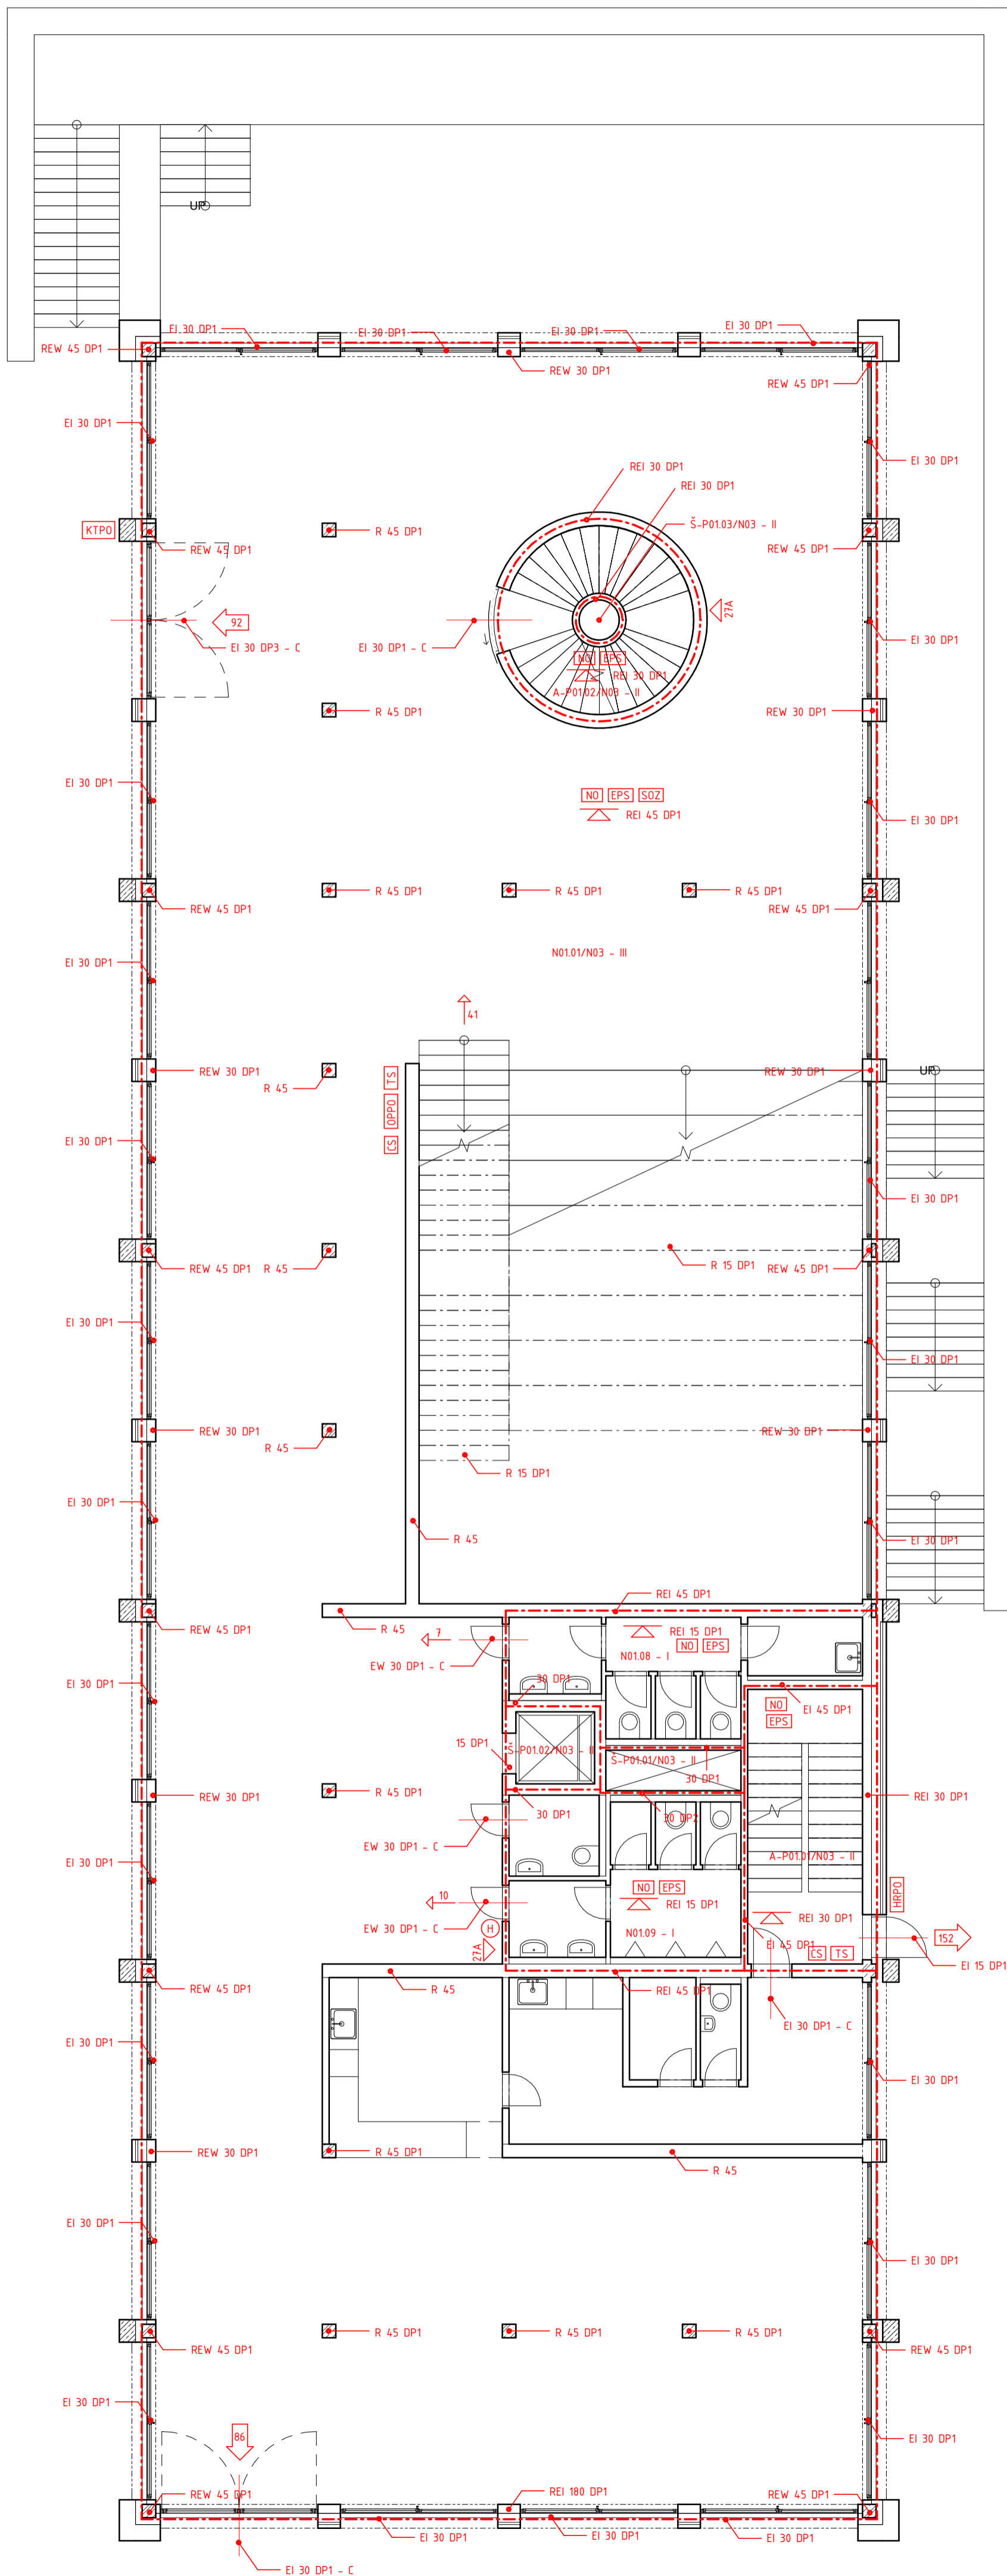 UP
EI 30 DP1
EI 30 DP1
EI 30 DP1
EI 30 DP1
REW 45 DP1
REW 30 DP1
REW 45 DP1
EI 30 DP1
EI 30 DP1
REI 30 DP1
REI 30 DP1
Š-P01.03/N03 - II
KTPO
R 45 DP1
REW 45 DP1
REW 45 DP1
27A
92
EI 30 DP3 - C
EI 30 DP1 - C
EI 30 DP1
NO EPS
REI 30 DP1
A-P01.02/N03 - II
R 45 DP1
REW 30 DP1
EI 30 DP1
NO EPS SOZ
REI 45 DP1
EI 30 DP1
R 45 DP1
R 45 DP1
R 45 DP1
REW 45 DP1
REW 45 DP1
N01.01/N03 - III
EI 30 DP1
41
REW 30 DP1
R 45
CS OPPO TS
REW 30 DP1
UP
EI 30 DP1
EI 30 DP1
REW 45 DP1
R 45
R 15 DP1
REW 45 DP1
EI 30 DP1
EI 30 DP1
REW 30 DP1
R 45
REW 30 DP1
R 15 DP1
EI 30 DP1
R 45
EI 30 DP1
REI 45 DP1
REW 45 DP1
R 45
7
EW 30 DP1 - C
REI 15 DP1
NO EPS
N01.08 - I
30 DP1
EI 30 DP1
EI 45 DP1
NO
EPS
15 DP1
Š-P01.02/N03 - II
Š-P01.01/N03 - II
30 DP1
R 45 DP1
REW 30 DP1
REI 30 DP1
30 DP1
30 DP2
EW 30 DP1 - C
A-P01.01/N03 - II
EI 30 DP1
NO EPS
HRPO
10
REI 15 DP1
EW 30 DP1 - C
H
N01.09 - I
REI 30 DP1
152
27A
EI 45 DP1
CS TS
EI 15 DP1
R 45
REW 45 DP1
REI 45 DP1
EI 30 DP1 - C
EI 30 DP1
EI 30 DP1
REW 30 DP1
R 45 DP1
R 45
EI 30 DP1
EI 30 DP1
R 45 DP1
R 45 DP1
R 45 DP1
REW 45 DP1
REW 45 DP1
EI 30 DP1
86
EI 30 DP1
REW 45 DP1
REI 180 DP1
REW 45 DP1
EI 30 DP1
EI 30 DP1
EI 30 DP1
EI 30 DP1 - C